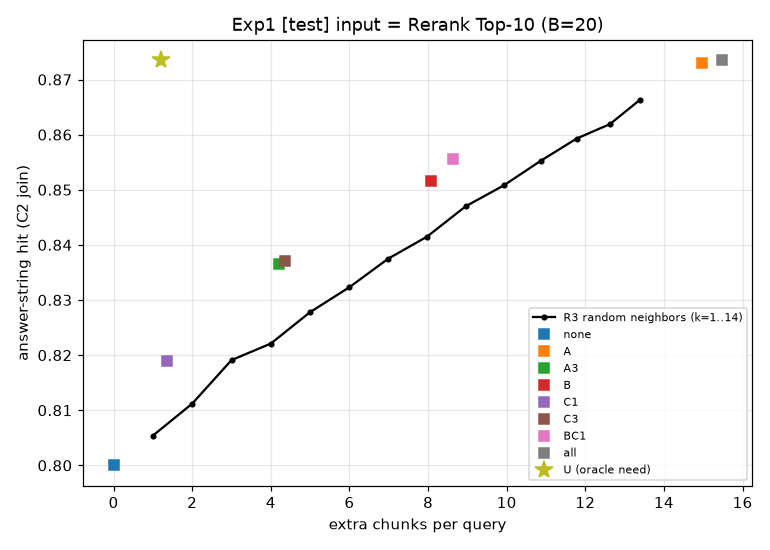 Exp1 [test] input = Rerank Top-10 (B=20)
answer-string hit (C2 join)
0.87
0.86
0.85
0.84
0.83
0.82
0.81
0.80
R3 random neighbors (k=1..14)
none
A
A3
B
C1
C3
BC1
all
U (oracle need)
0 2 4 6 8 10 12 14 16
extra chunks per query